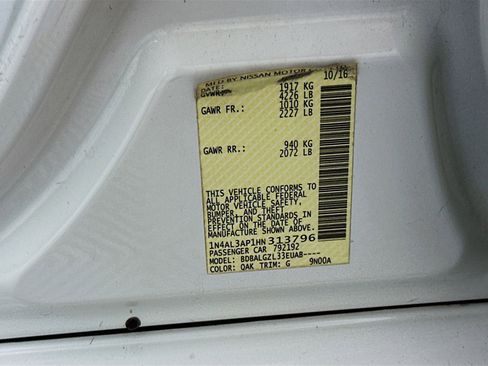 MFD BY NISSAN MOTOR
DATE: 10/16
GVWR: 1917 KG
4226 LB
GAWR FR.: 1010 KG
2227 LB
GAWR RR.: 940 KG
2072 LB
THIS VEHICLE CONFORMS TO
ALL APPLICABLE FEDERAL
MOTOR VEHICLE SAFETY,
BUMPER, AND THEFT
PREVENTION STANDARDS IN
EFFECT ON THE DATE OF
MANUFACTURE SHOWN ABOVE.
1N4AL3AP1HN313796
PASSENGER CAR 792192
MODEL: BDBALGZL33EUAB----
COLOR: QAK TRIM: G 9N00A